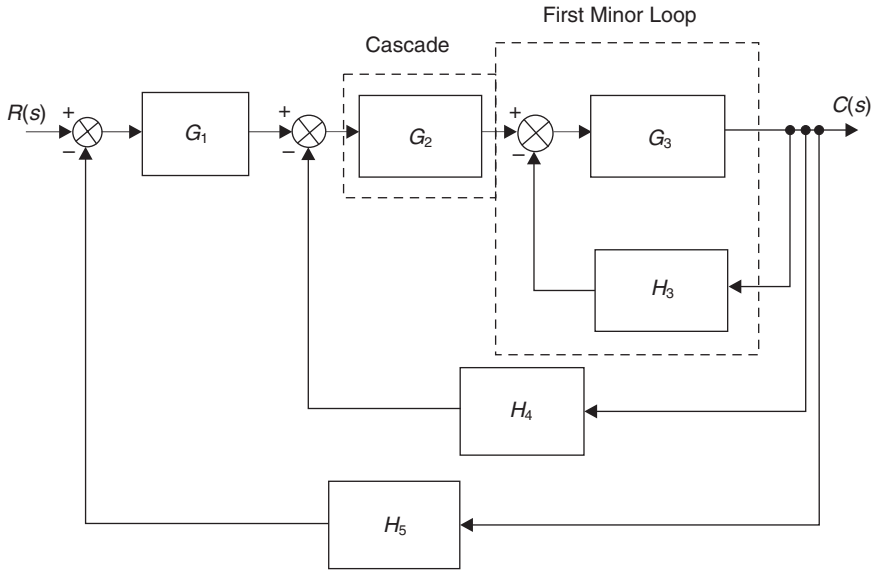 First Minor Loop
Cascade
R(s)
+
−
G₁
+
−
G₂
+
−
G₃
C(s)
H₃
H₄
H₅